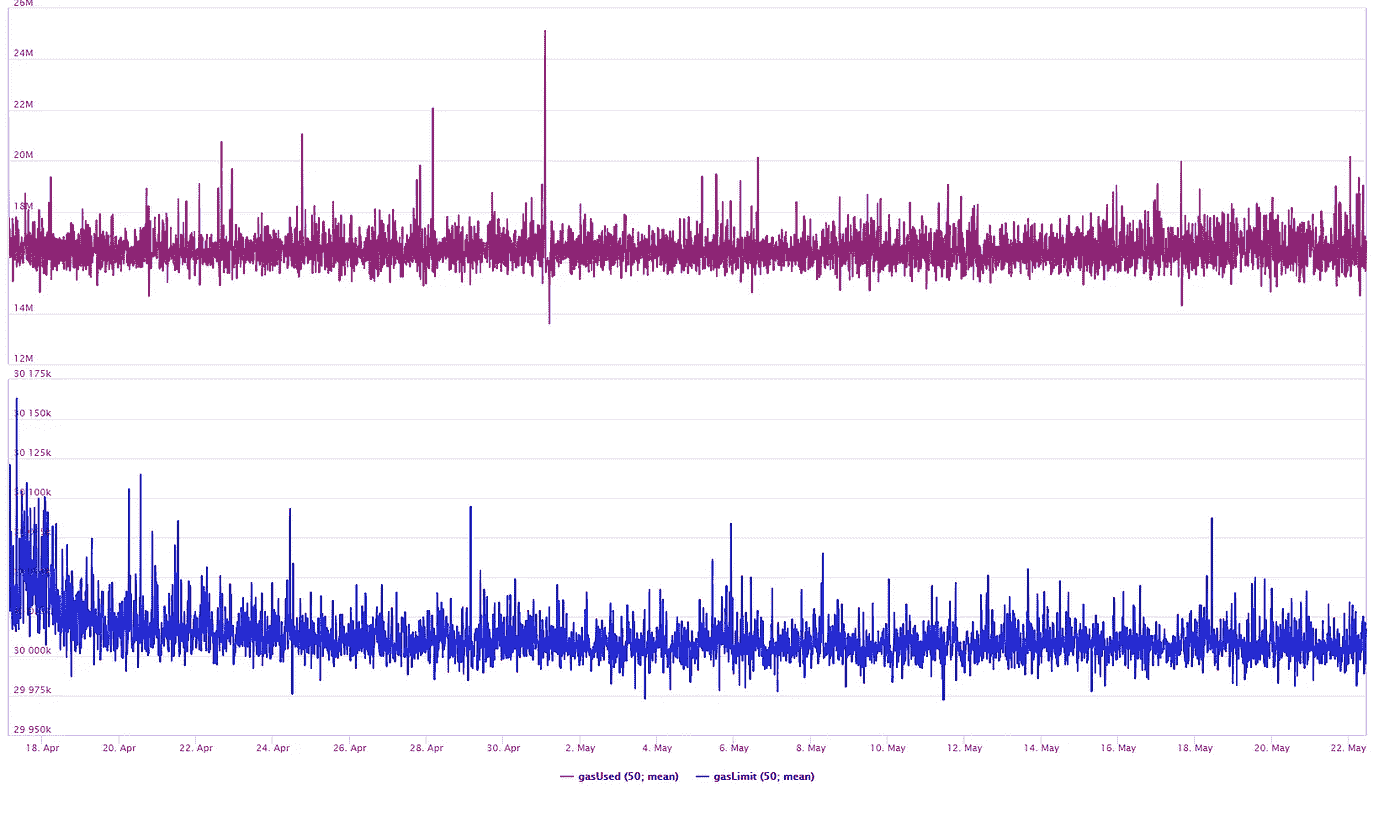 26M
24M
22M
20M
18M
16M
14M
12M
30 175k
30 150k
30 125k
30 100k
30 000k
29 975k
29 950k
18. Apr 20. Apr 22. Apr 24. Apr 26. Apr 28. Apr 30. Apr 2. May 4. May 6. May 8. May 10. May 12. May 14. May 16. May 18. May 20. May 22. May
gasUsed (50; mean) gasLimit (50; mean)